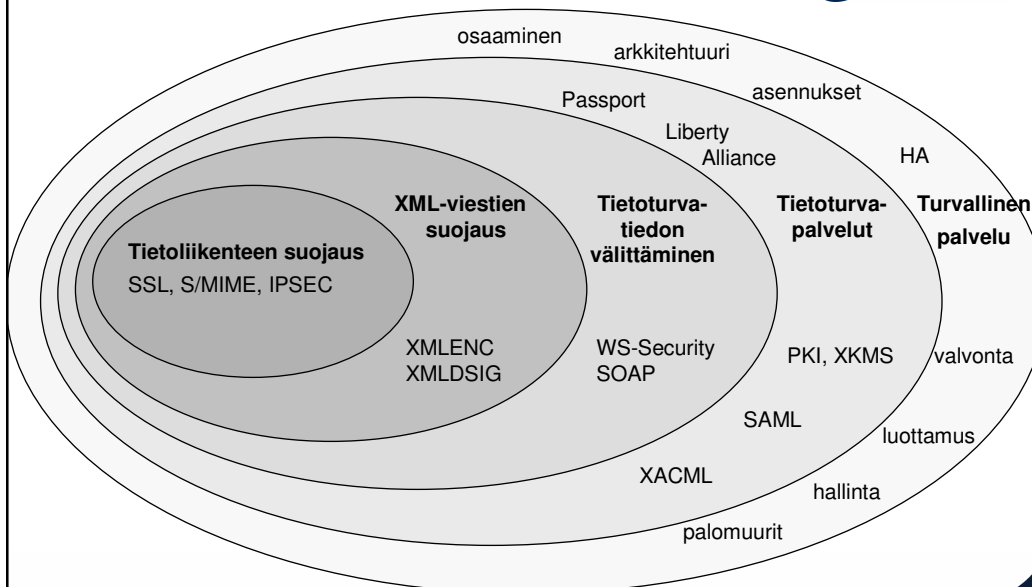 osaaminen
arkkitehtuuri
asennukset
Passport
Liberty
Alliance
HA
XML-viestien
suojaus
Tietoturva-
tiedon
välittäminen
Tietoturva-
palvelut
Turvallinen
palvelu
Tietoliikenteen suojaus
SSL, S/MIME, IPSEC
XMLENC
XMLDSIG
WS-Security
SOAP
PKI, XKMS
valvonta
SAML
luottamus
XACML
hallinta
palomuurit